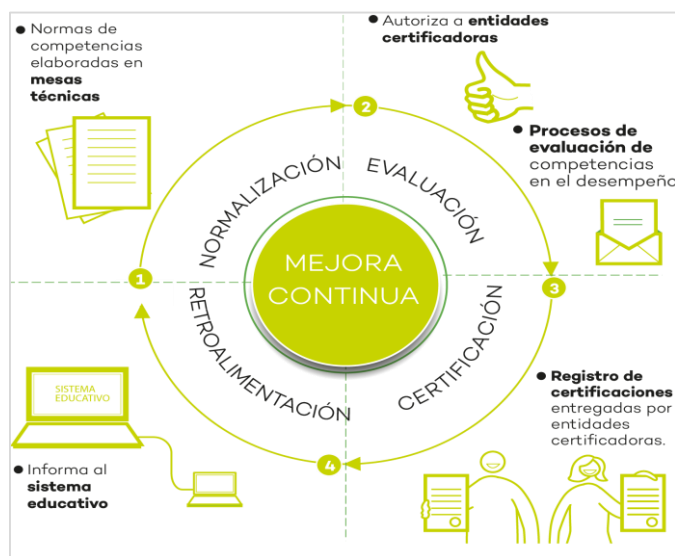 ● Normas de
competencias
elaboradas en
mesas
técnicas
● Autoriza a entidades
certificadoras
● Procesos de
evaluación de
competencias
en el desempeño
2
NORMALIZACIÓN
EVALUACIÓN
MEJORA
CONTINUA
1
3
RETROALIMENTACIÓN
CERTIFICACIÓN
4
SISTEMA
EDUCATIVO
● Informa al
sistema
educativo
● Registro de
certificaciones
entregadas por
entidades
certificadoras.